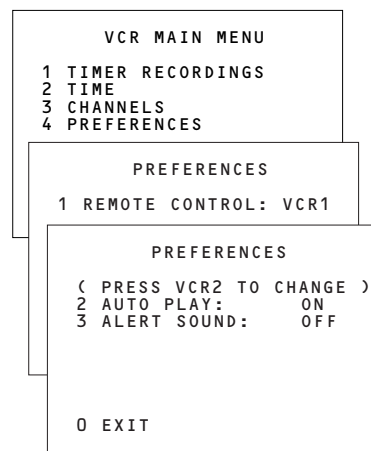 VCR MAIN MENU
1 TIMER RECORDINGS
2 TIME
3 CHANNELS
4 PREFERENCES
PREFERENCES
1 REMOTE CONTROL: VCR1
PREFERENCES
( PRESS VCR2 TO CHANGE )
2 AUTO PLAY: ON
3 ALERT SOUND: OFF
0 EXIT